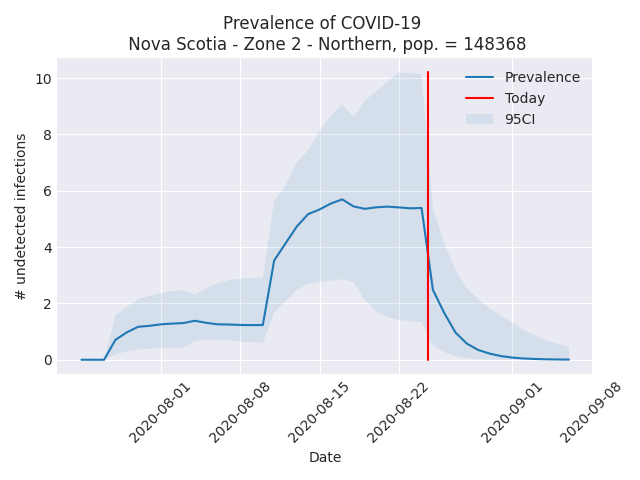 Prevalence of COVID-19
Nova Scotia - Zone 2 - Northern, pop. = 148368
Prevalence
Today
95CI
# undetected infections
10
8
6
4
2
0
2020-08-01
2020-08-08
2020-08-15
2020-08-22
2020-09-01
2020-09-08
Date